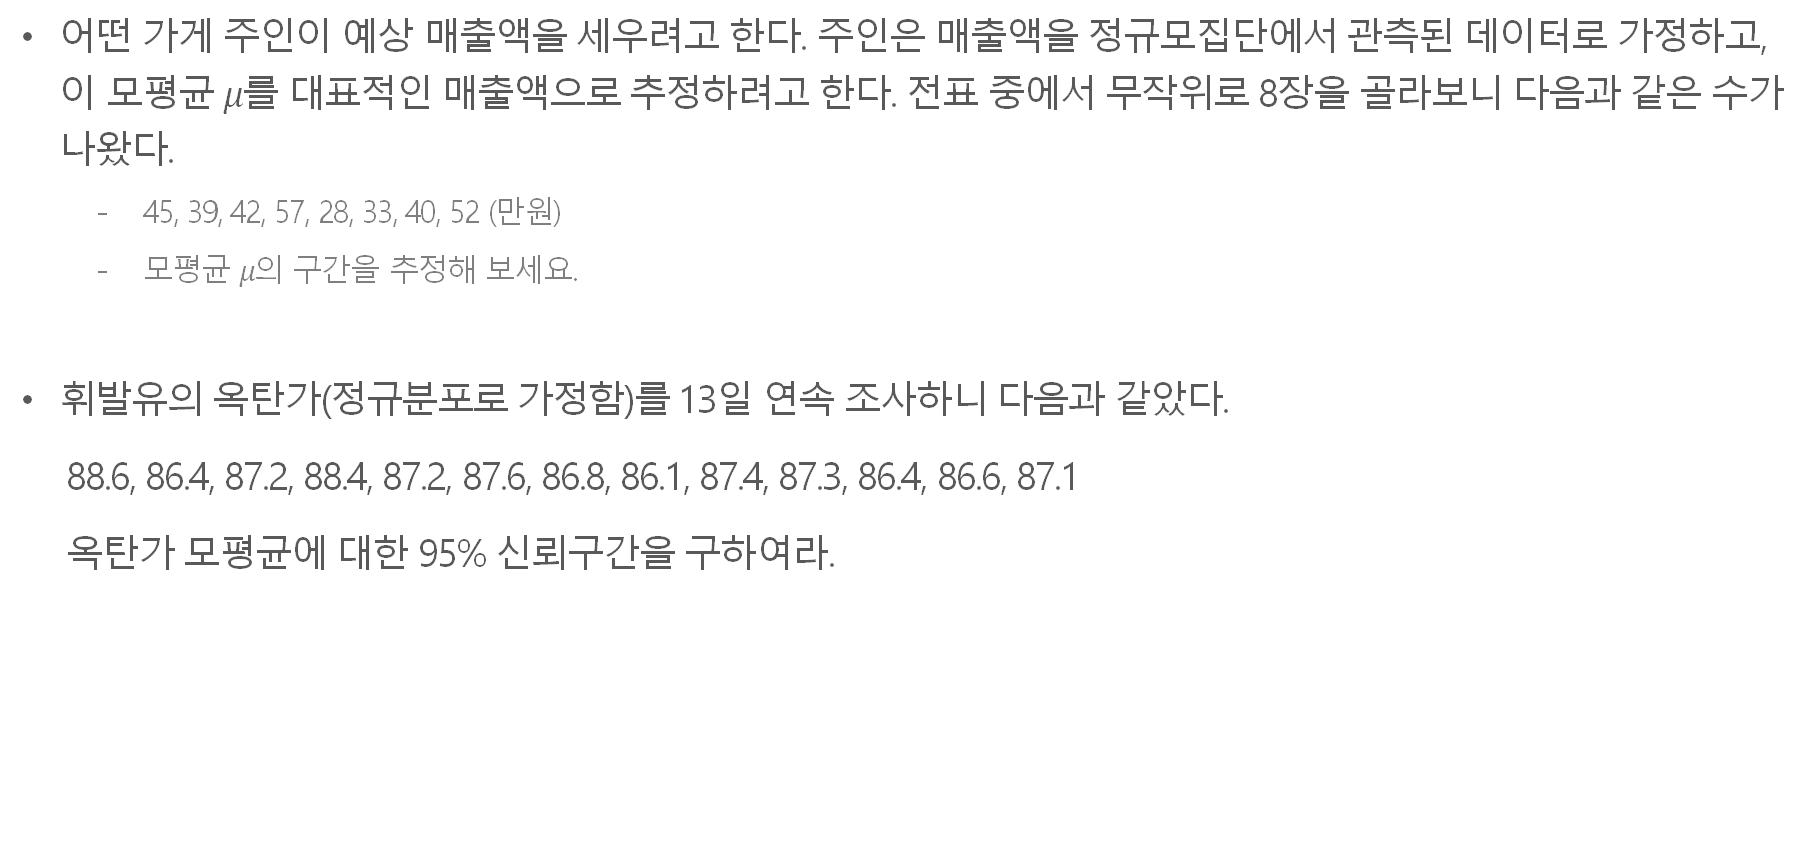 • 어떤 가게 주인이 예상 매출액을 세우려고 한다. 주인은 매출액을 정규모집단에서 관측된 데이터로 가정하고,
이 모평균 μ를 대표적인 매출액으로 추정하려고 한다. 전표 중에서 무작위로 8장을 골라보니 다음과 같은 수가
나왔다.
- 45, 39, 42, 57, 28, 33, 40, 52 (만원)
- 모평균 μ의 구간을 추정해 보세요.
• 휘발유의 옥탄가(정규분포로 가정함)를 13일 연속 조사하니 다음과 같았다.
88.6, 86.4, 87.2, 88.4, 87.2, 87.6, 86.8, 86.1, 87.4, 87.3, 86.4, 86.6, 87.1
옥탄가 모평균에 대한 95% 신뢰구간을 구하여라.